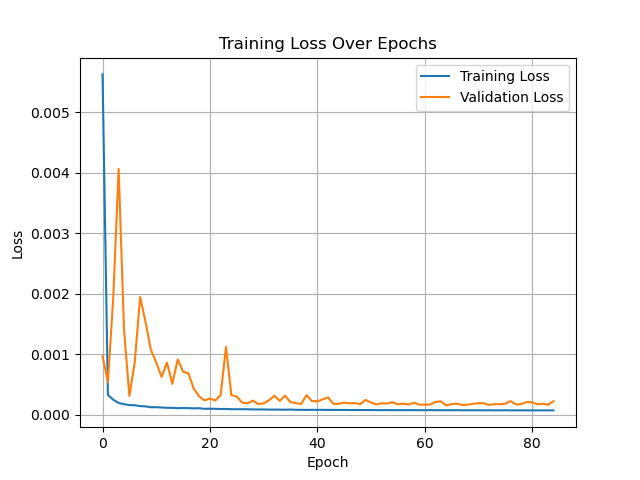 Training Loss Over Epochs
Training Loss
Validation Loss
0.005
0.004
0.003
0.002
0.001
0.000
Loss
0 20 40 60 80
Epoch